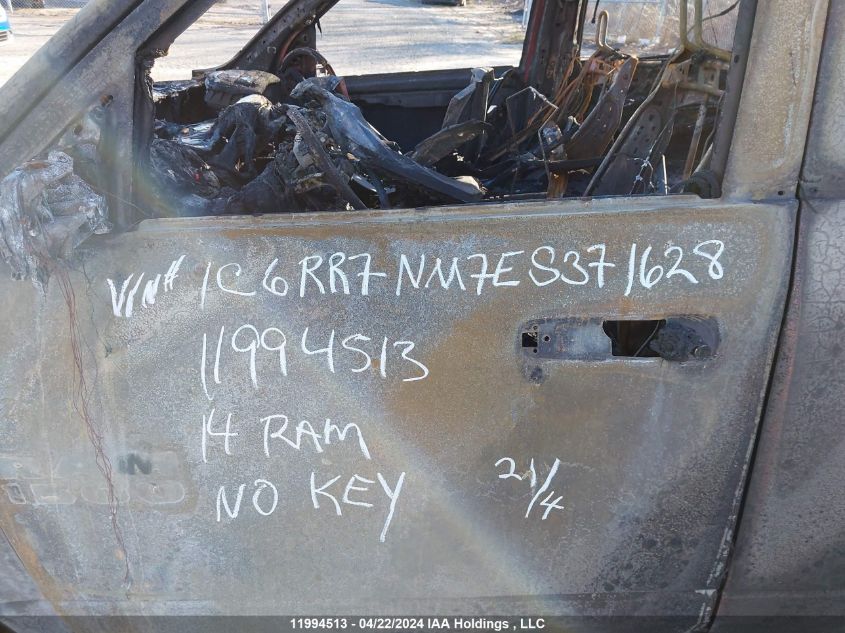 VIN# 1C6RR7NM7ES371628
11994513
14 RAM
NO KEY 21/4
11994513 - 04/22/2024 IAA Holdings , LLC